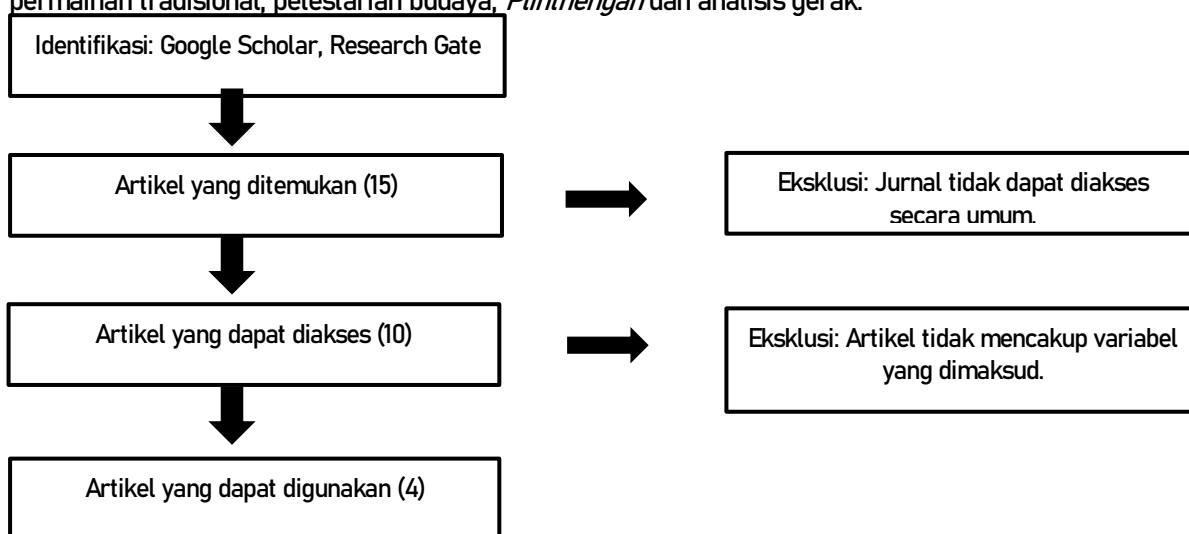 permainan tradisional, pelestarian budaya, Plinthengan dan analisis gerak.
Identifikasi: Google Scholar, Research Gate
Artikel yang ditemukan (15)
Eksklusi: Jurnal tidak dapat diakses
secara umum.
Artikel yang dapat diakses (10)
Eksklusi: Artikel tidak mencakup variabel
yang dimaksud.
Artikel yang dapat digunakan (4)